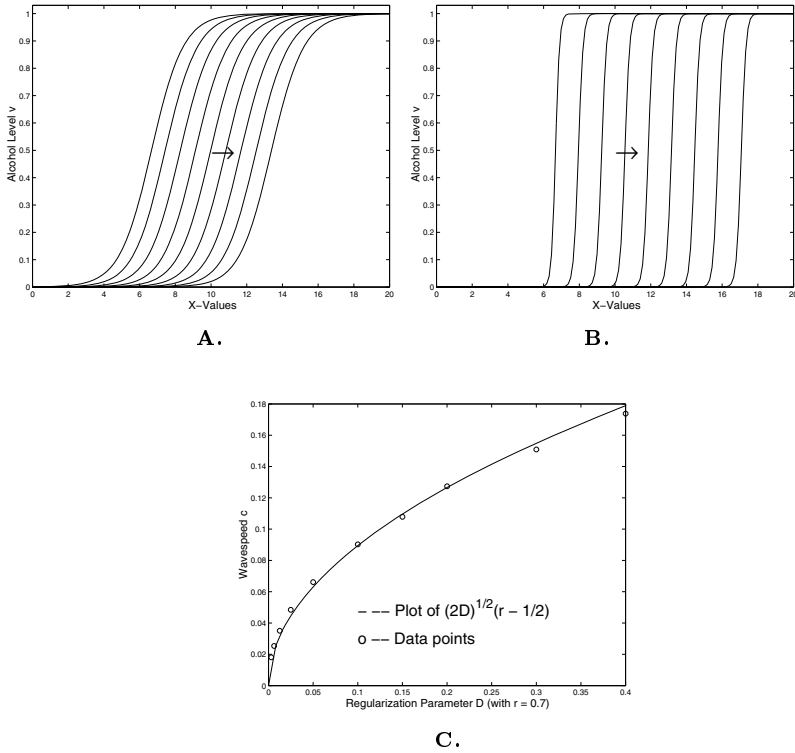 1
0.9
0.8
0.7
0.6
0.5
0.4
0.3
0.2
0.1
0
Alcohol Level v
0 2 4 6 8 10 12 14 16 18 20
X−Values
A.
1
0.9
0.8
0.7
0.6
0.5
0.4
0.3
0.2
0.1
0
Alcohol Level v
0 2 4 6 8 10 12 14 16 18 20
X−Values
B.
0.18
0.16
0.14
0.12
0.1
0.08
0.06
0.04
0.02
0
Wavespeed c
− −− Plot of (2D)^1/2(r − 1/2)
o −− Data points
0 0.05 0.1 0.15 0.2 0.25 0.3 0.35 0.4
Regularization Parameter D (with r = 0.7)
C.